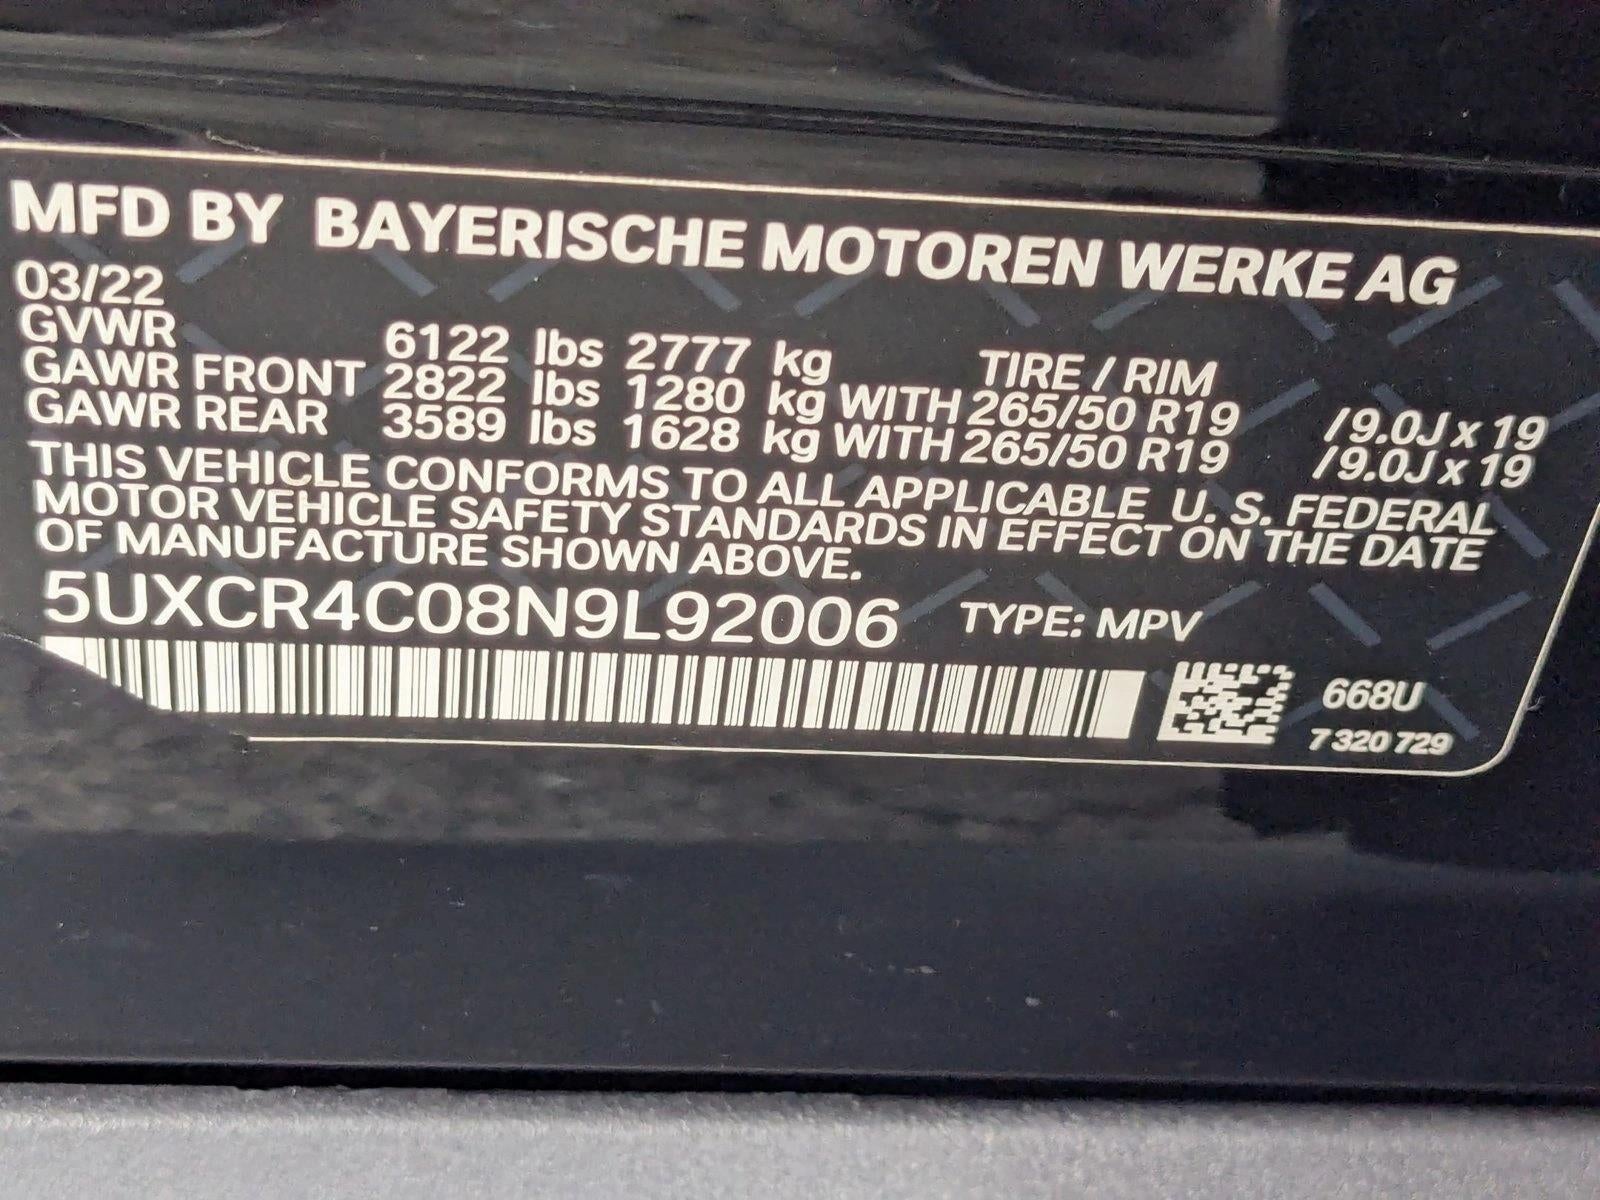 MFD BY BAYERISCHE MOTOREN WERKE AG
03/22
GVWR 6122 lbs 2777 kg TIRE / RIM
GAWR FRONT 2822 lbs 1280 kg WITH 265/50 R19 /9.0J x 19
GAWR REAR 3589 lbs 1628 kg WITH 265/50 R19 /9.0J x 19
THIS VEHICLE CONFORMS TO ALL APPLICABLE U. S. FEDERAL
MOTOR VEHICLE SAFETY STANDARDS IN EFFECT ON THE DATE
OF MANUFACTURE SHOWN ABOVE.
5UXCR4C08N9L92006 TYPE: MPV
668U
7 320 729